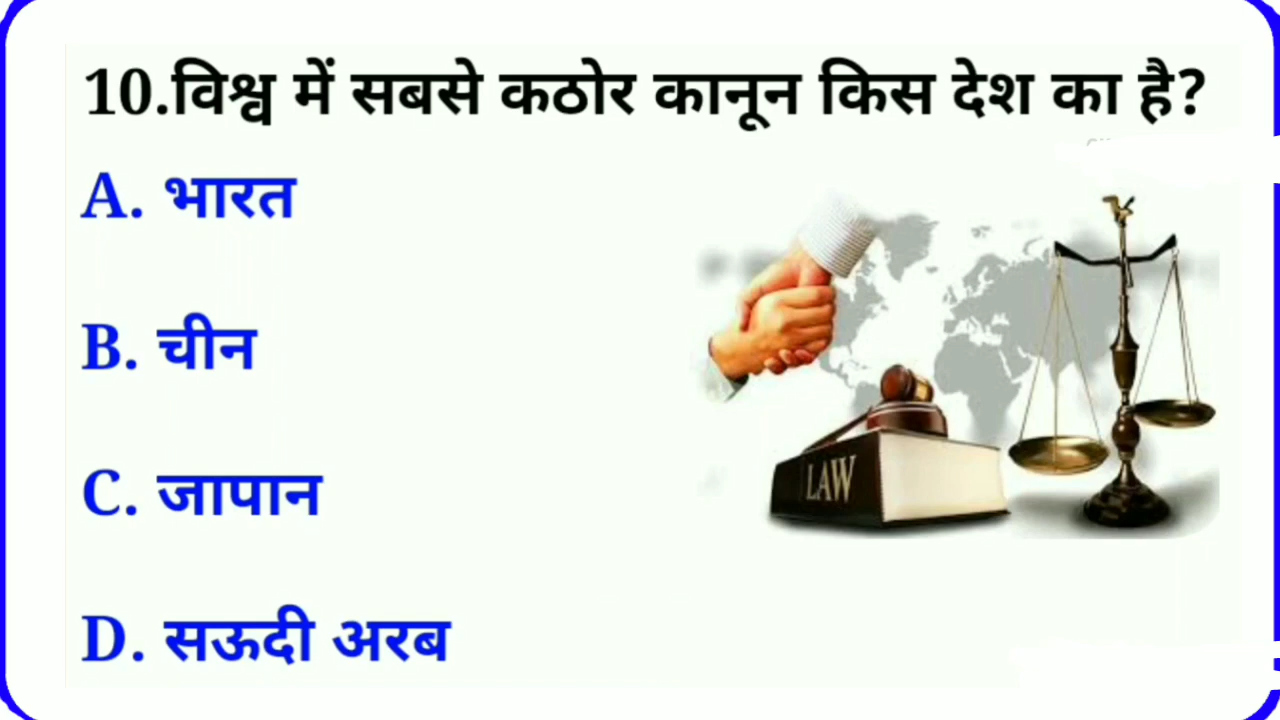 10.विश्व में सबसे कठोर कानून किस देश का है?
A. भारत
B. चीन
C. जापान
D. सऊदी अरब
LAW